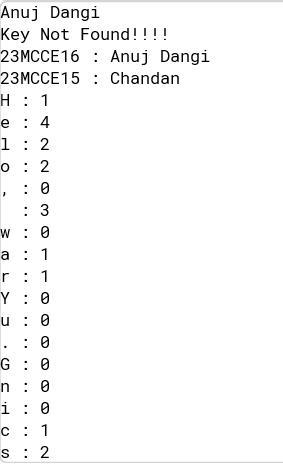 Anuj Dangi
Key Not Found!!!!
23MCCE16 : Anuj Dangi
23MCCE15 : Chandan
H : 1
e : 4
l : 2
o : 2
, : 0
  : 3
w : 0
a : 1
r : 1
Y : 0
u : 0
. : 0
G : 0
n : 0
i : 0
c : 1
s : 2